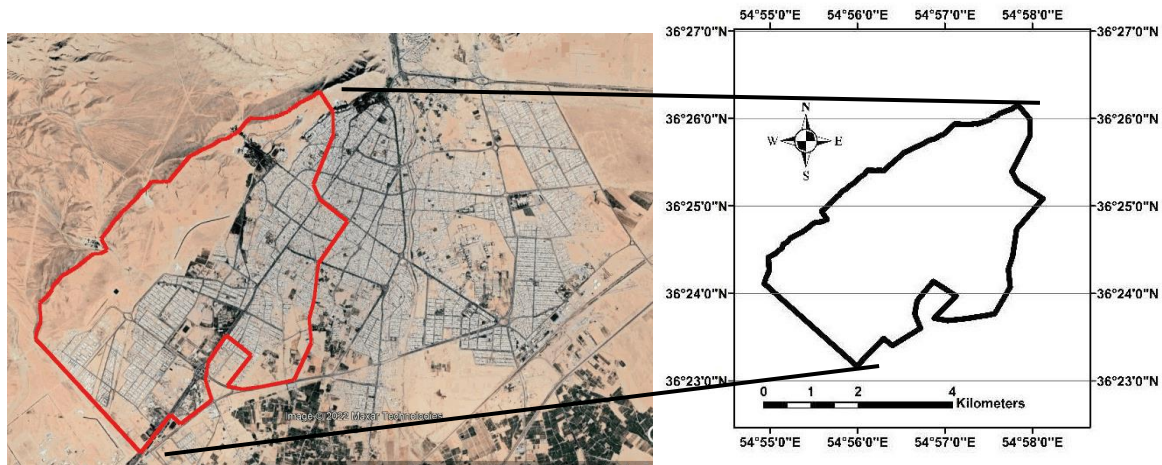 54°55'0"E 54°56'0"E 54°57'0"E 54°58'0"E
36°27'0"N 36°27'0"N
36°26'0"N 36°26'0"N
N
W E
S
36°25'0"N 36°25'0"N
36°24'0"N 36°24'0"N
36°23'0"N 36°23'0"N
0 1 2 4
Kilometers
54°55'0"E 54°56'0"E 54°57'0"E 54°58'0"E
Image © 2022 Maxar Technologies